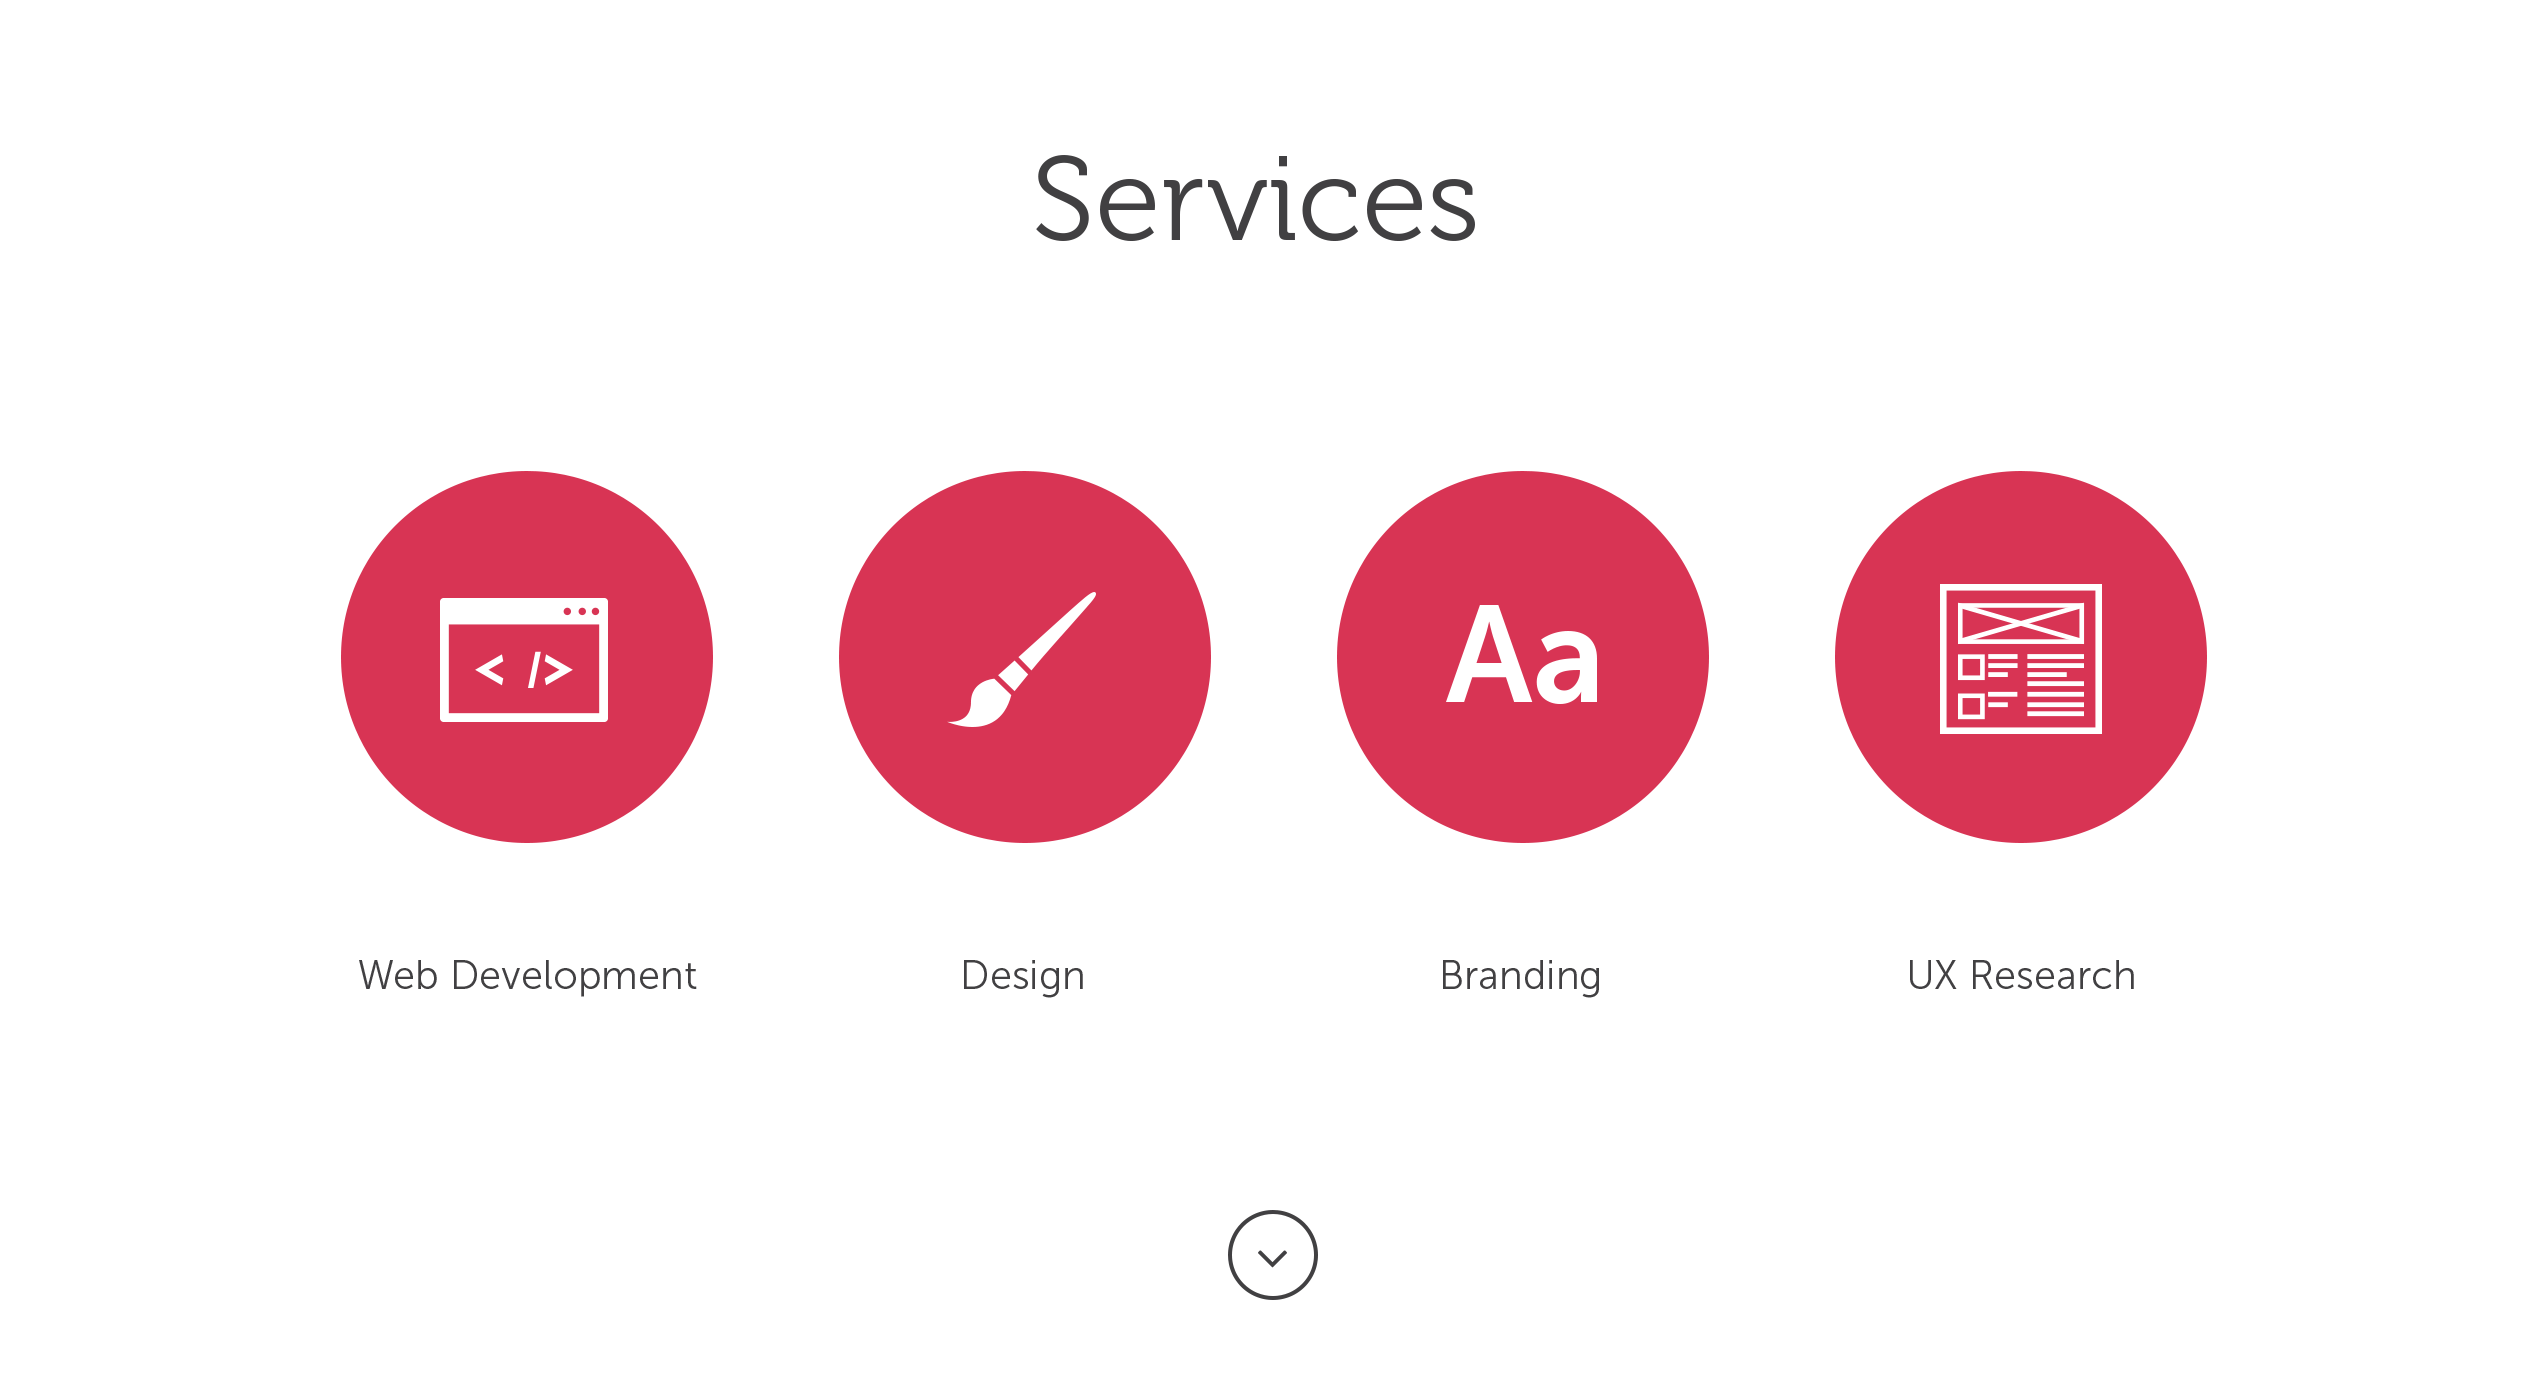 Services
</>
Aa
Web Development
Design
Branding
UX Research